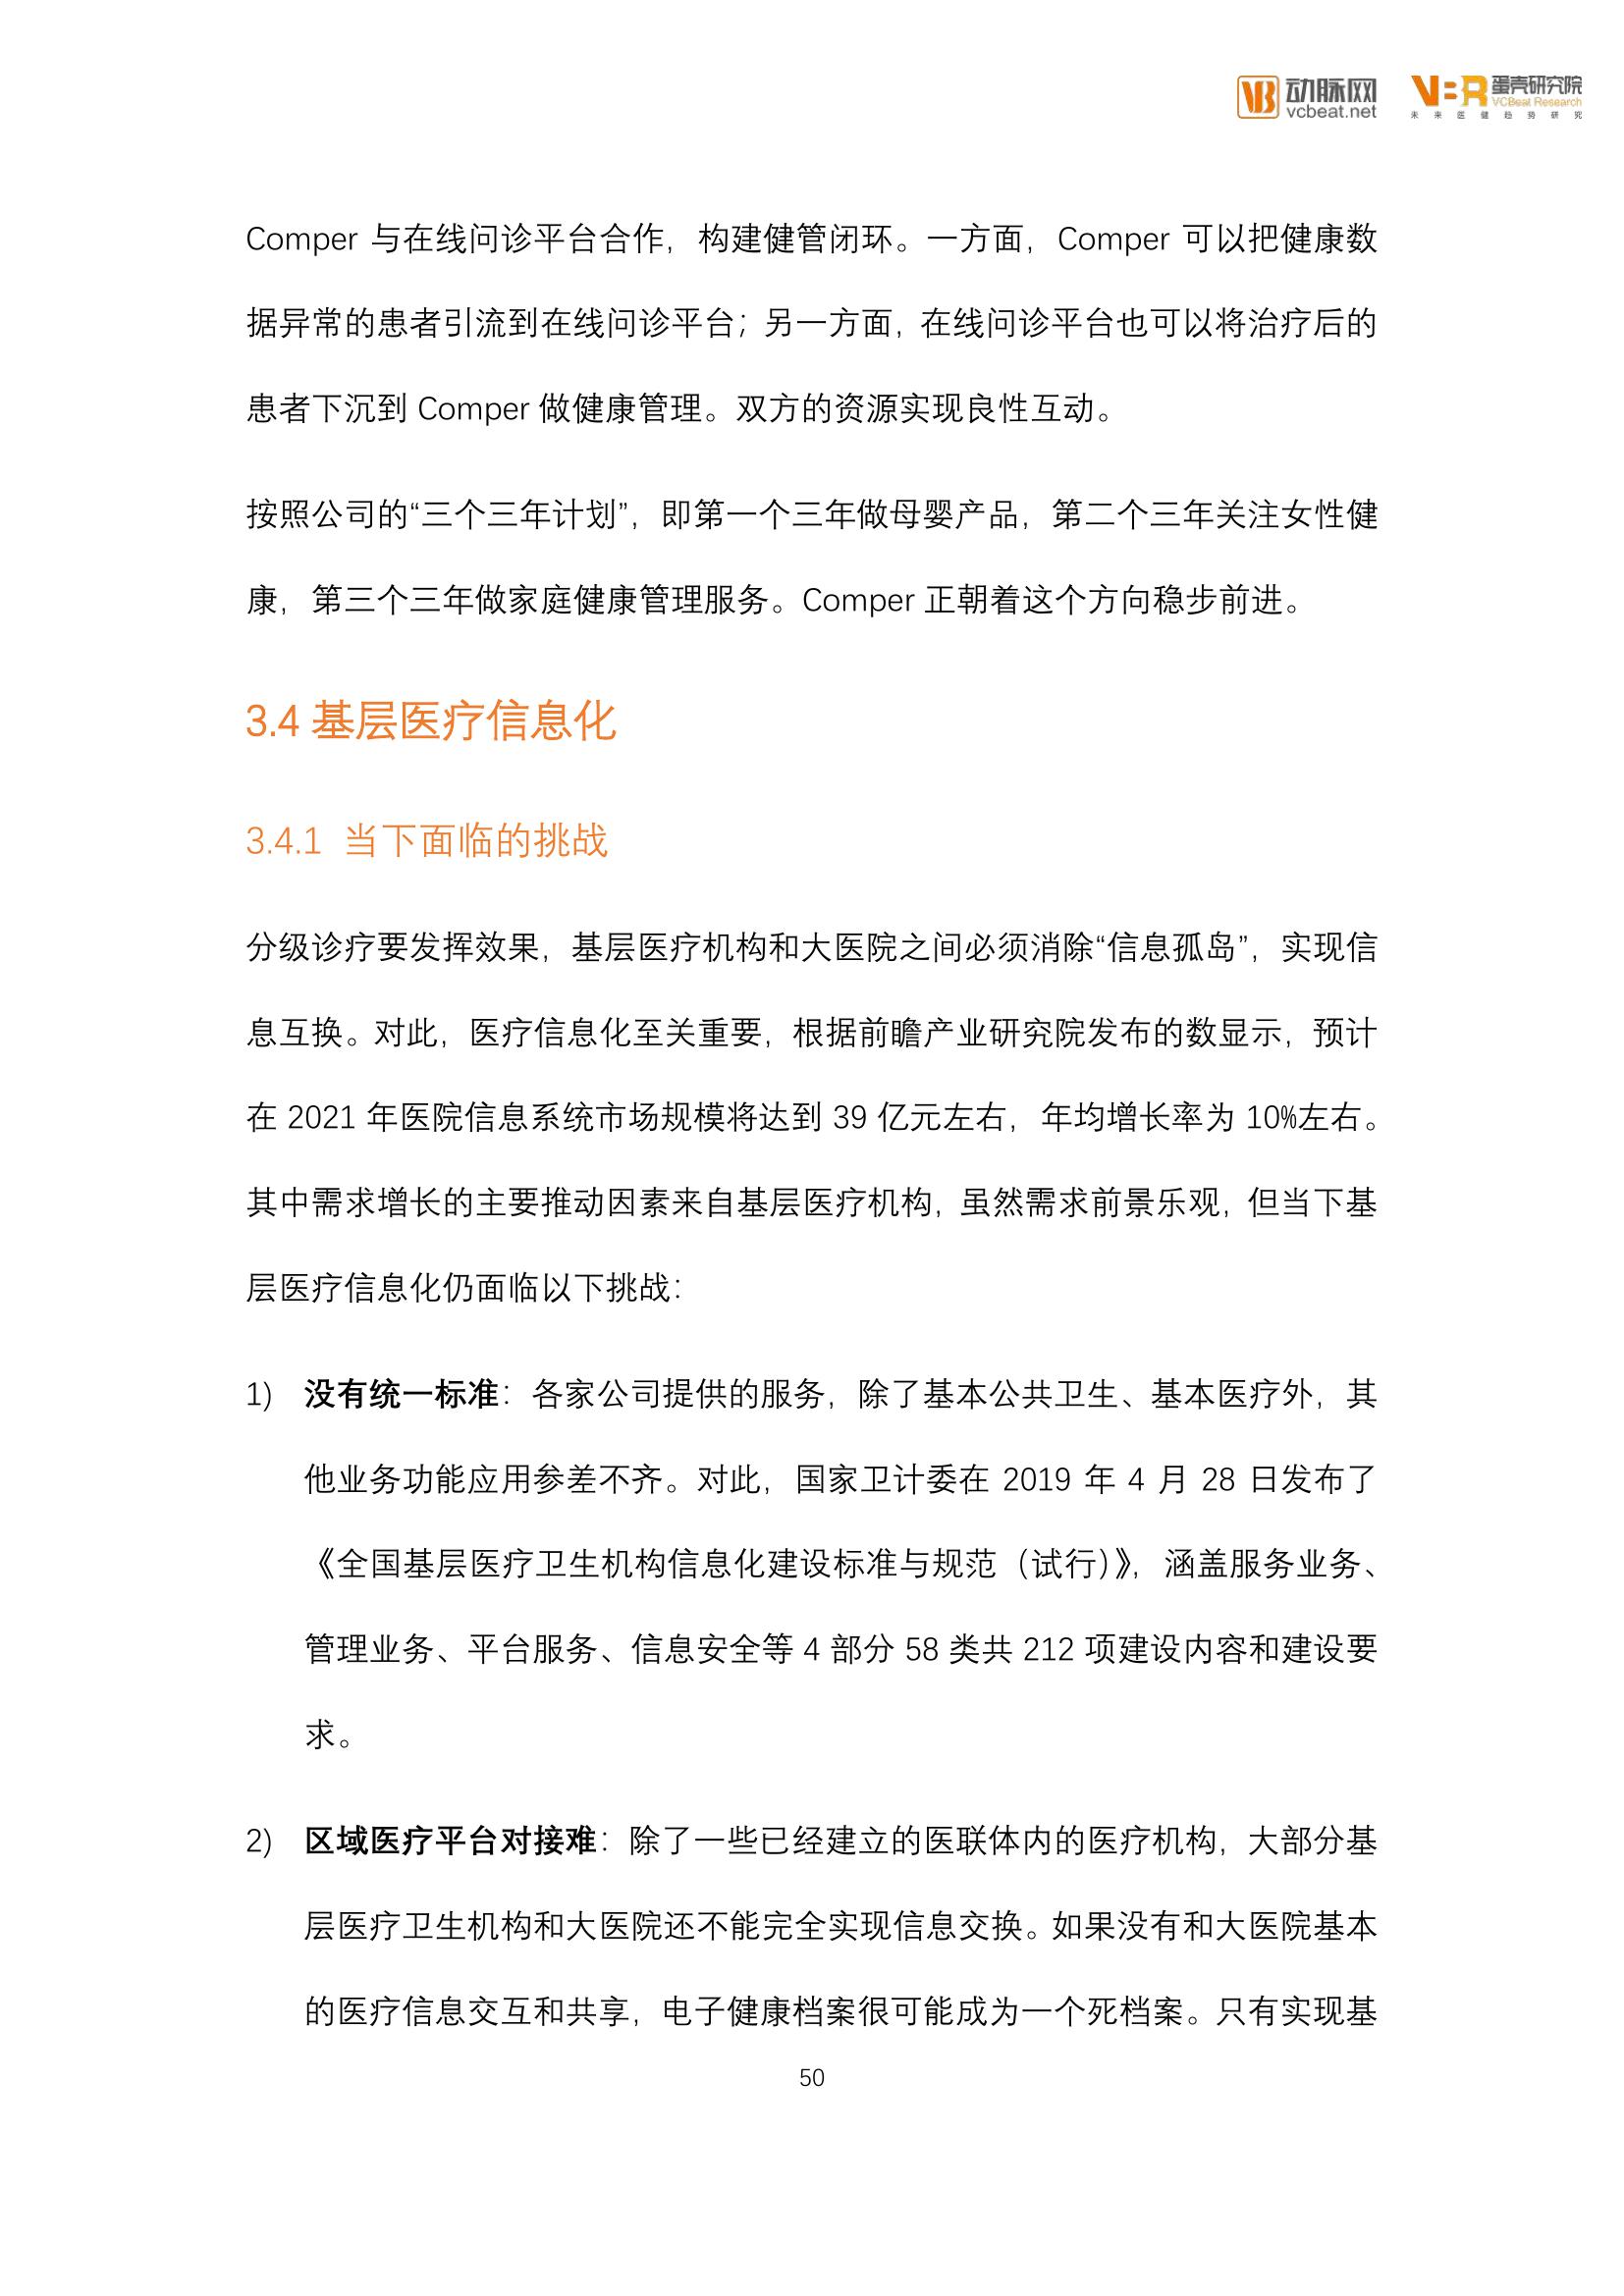 动脉网
vcbeat.net
VBR 蛋壳研究院
VCBeat Research
未来医健趋势研究
Comper 与在线问诊平台合作，构建健管闭环。一方面，Comper 可以把健康数
据异常的患者引流到在线问诊平台；另一方面，在线问诊平台也可以将治疗后的
患者下沉到 Comper 做健康管理。双方的资源实现良性互动。
按照公司的“三个三年计划”，即第一个三年做母婴产品，第二个三年关注女性健
康，第三个三年做家庭健康管理服务。Comper 正朝着这个方向稳步前进。
3.4 基层医疗信息化
3.4.1 当下面临的挑战
分级诊疗要发挥效果，基层医疗机构和大医院之间必须消除“信息孤岛”，实现信
息互换。对此，医疗信息化至关重要，根据前瞻产业研究院发布的数显示，预计
在 2021 年医院信息系统市场规模将达到 39 亿元左右，年均增长率为 10%左右。
其中需求增长的主要推动因素来自基层医疗机构，虽然需求前景乐观，但当下基
层医疗信息化仍面临以下挑战：
1) 没有统一标准：各家公司提供的服务，除了基本公共卫生、基本医疗外，其
他业务功能应用参差不齐。对此，国家卫计委在 2019 年 4 月 28 日发布了
《全国基层医疗卫生机构信息化建设标准与规范（试行）》，涵盖服务业务、
管理业务、平台服务、信息安全等 4 部分 58 类共 212 项建设内容和建设要
求。
2) 区域医疗平台对接难：除了一些已经建立的医联体内的医疗机构，大部分基
层医疗卫生机构和大医院还不能完全实现信息交换。如果没有和大医院基本
的医疗信息交互和共享，电子健康档案很可能成为一个死档案。只有实现基
50